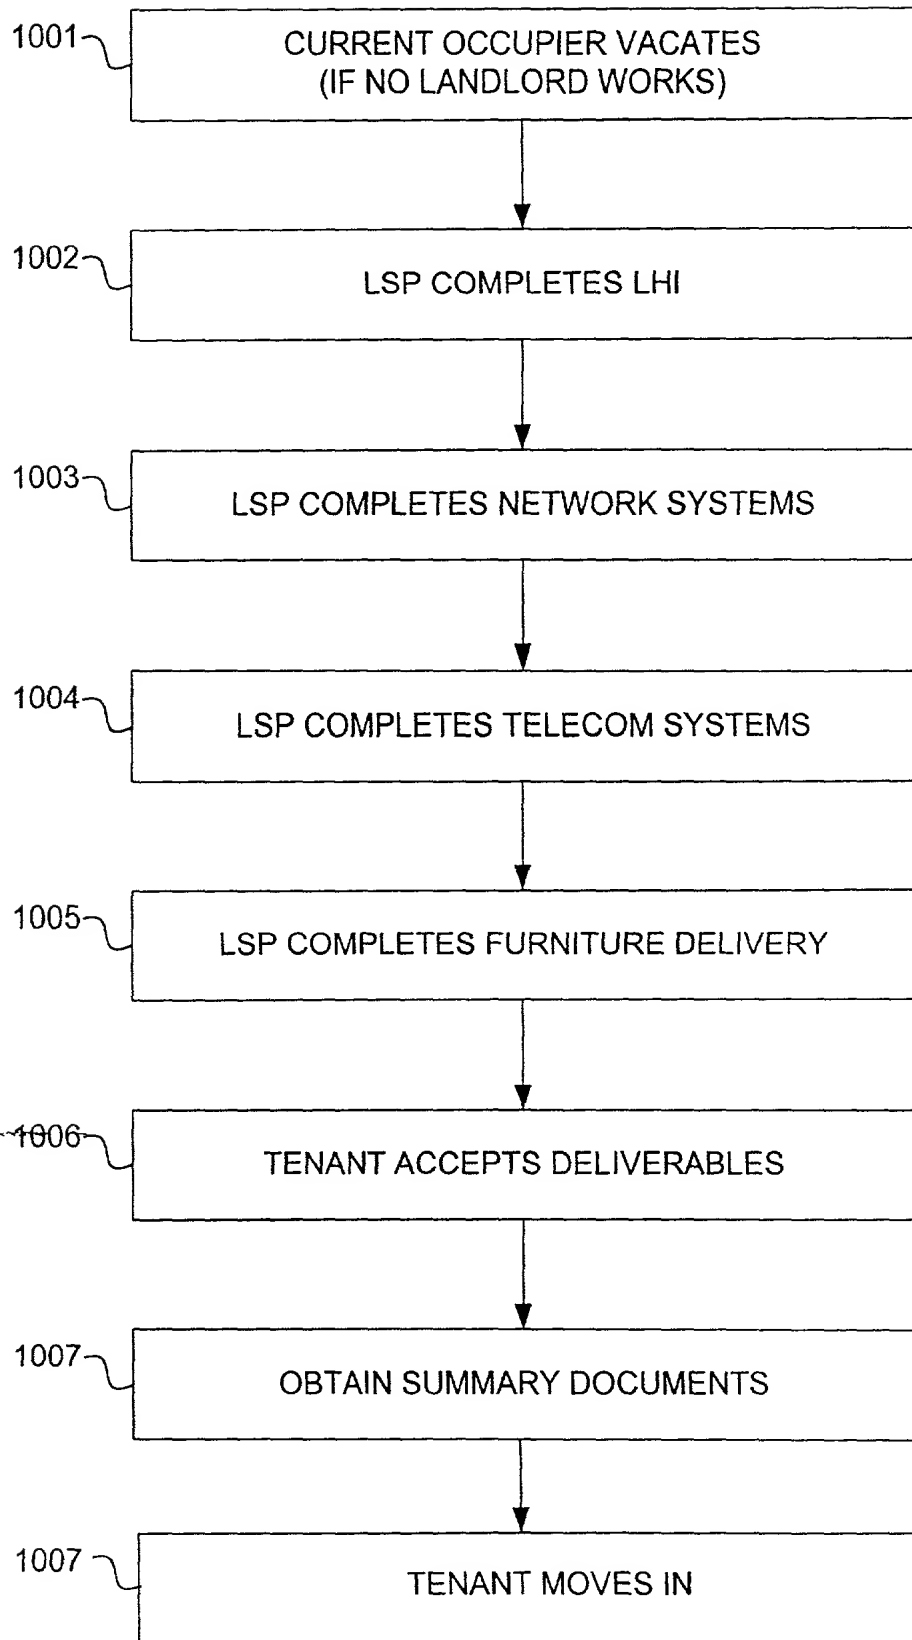 1001
CURRENT OCCUPIER VACATES
(IF NO LANDLORD WORKS)
1002
LSP COMPLETES LHI
1003
LSP COMPLETES NETWORK SYSTEMS
1004
LSP COMPLETES TELECOM SYSTEMS
1005
LSP COMPLETES FURNITURE DELIVERY
1006
TENANT ACCEPTS DELIVERABLES
1007
OBTAIN SUMMARY DOCUMENTS
1007
TENANT MOVES IN